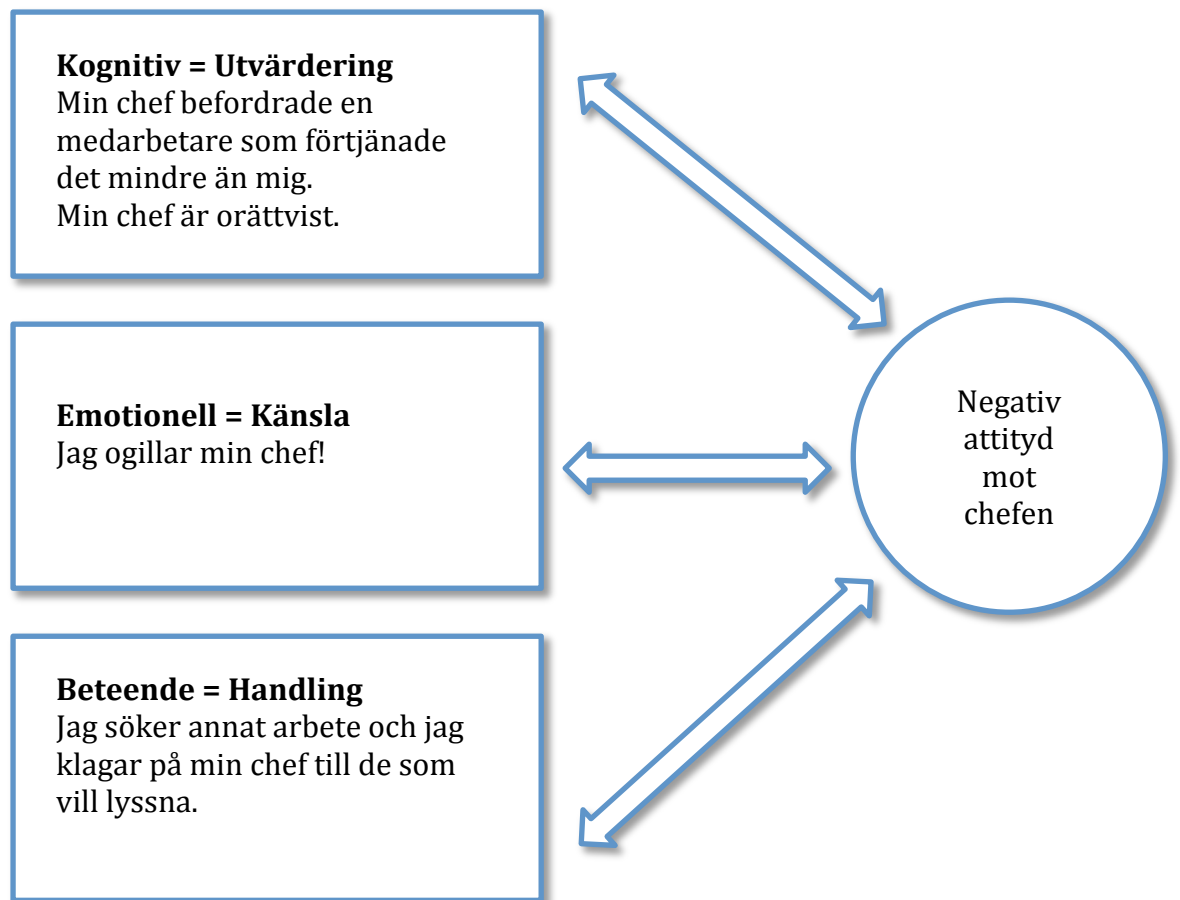 Kognitiv = Utvärdering
Min chef befordrade en
medarbetare som förtjänade
det mindre än mig.
Min chef är orättvist.
Emotionell = Känsla
Jag ogillar min chef!
Beteende = Handling
Jag söker annat arbete och jag
klagar på min chef till de som
vill lyssna.
Negativ
attityd
mot
chefen